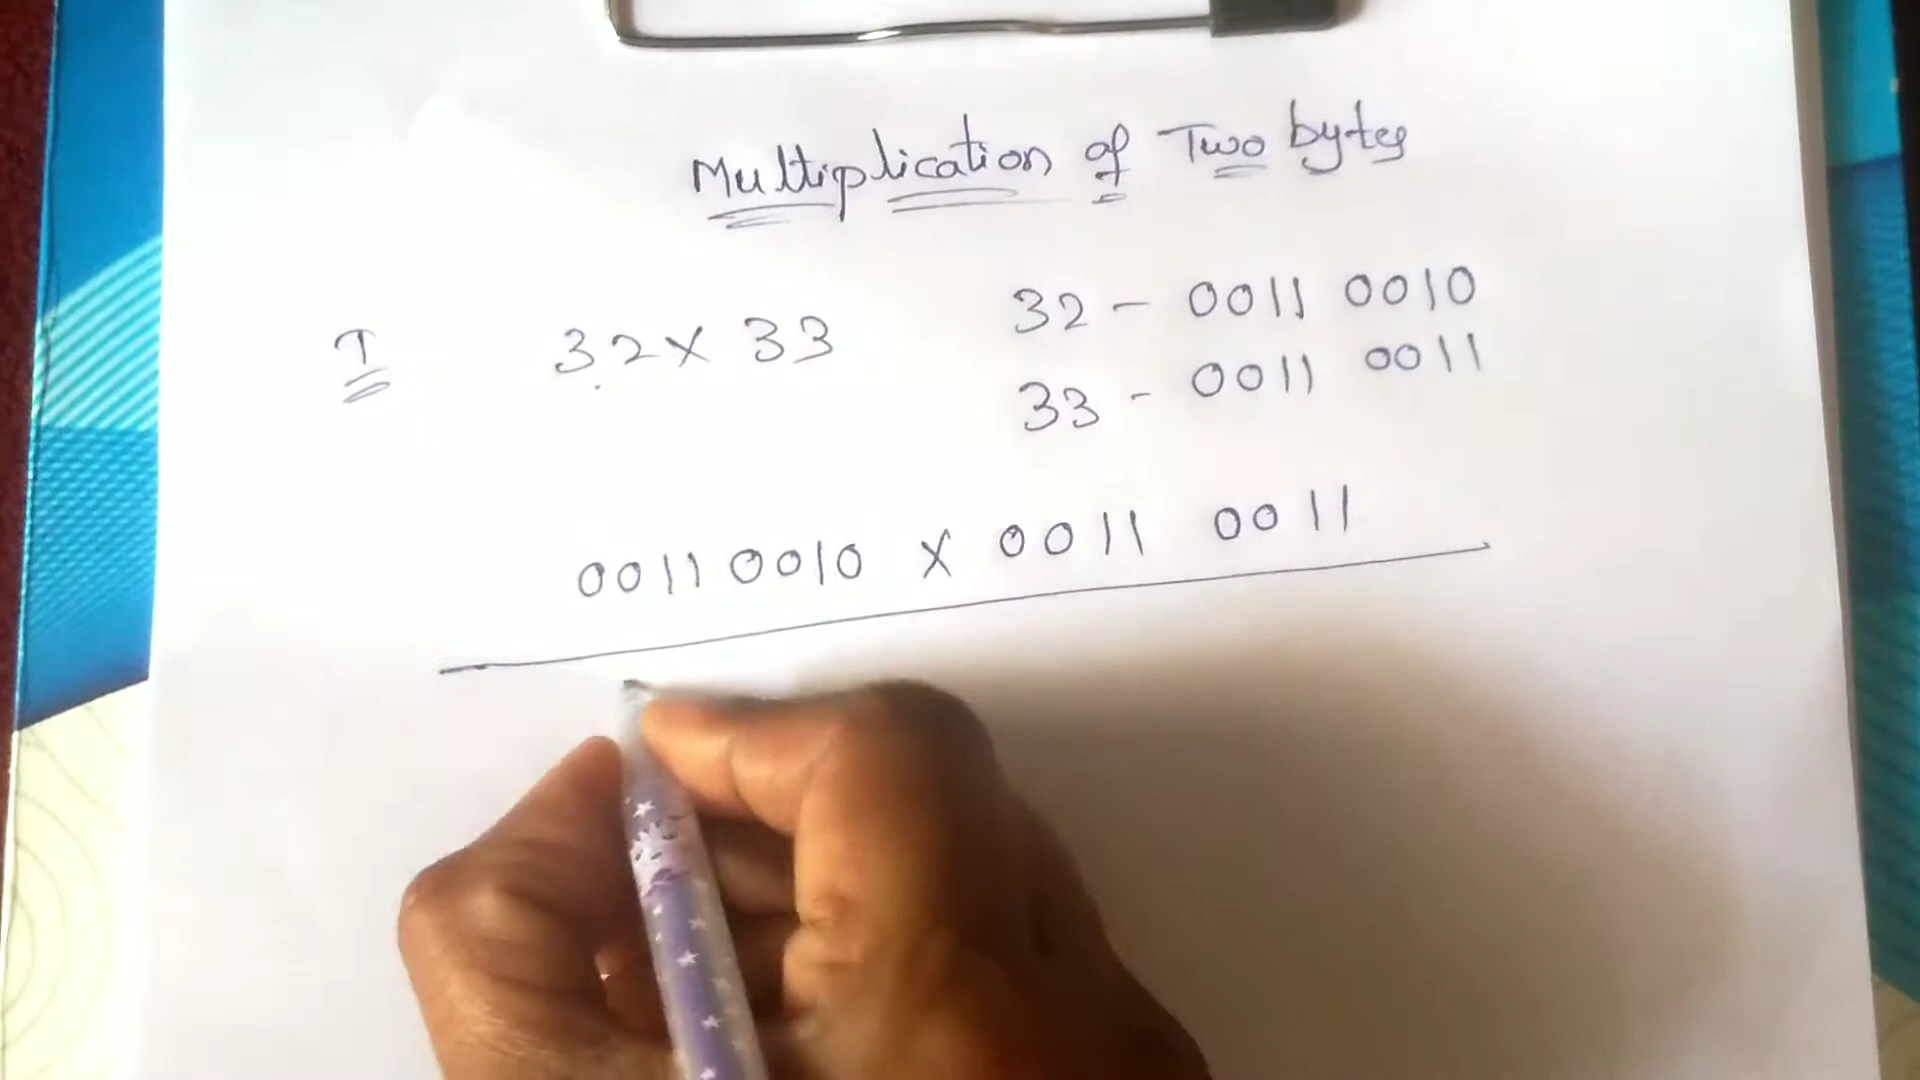 Multiplication of Two bytes
I 32 X 33
32 - 0011 0010
33 - 0011 0011
0011 0010 X 0011 0011